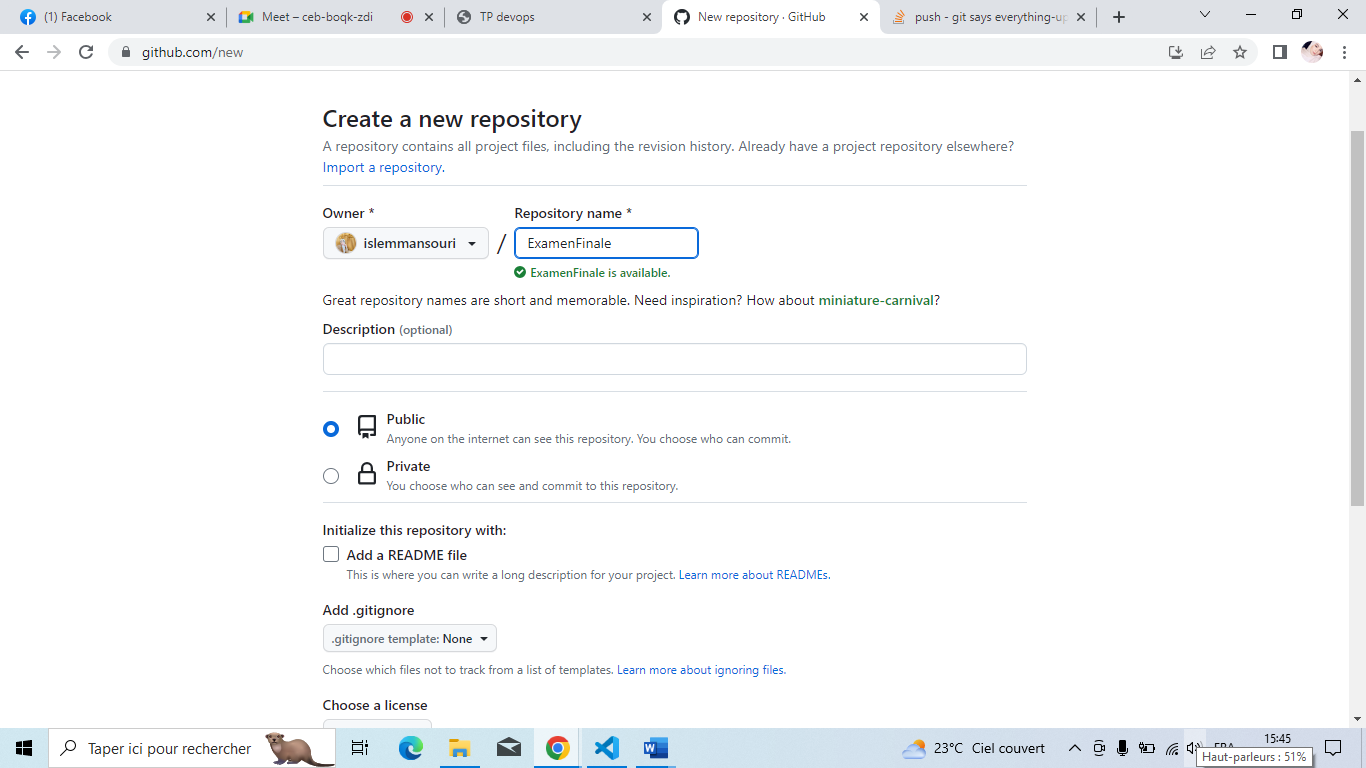 (1) Facebook
Meet – ceb-boqk-zdi
TP devops
New repository · GitHub
push - git says everything-up
github.com/new
Create a new repository
A repository contains all project files, including the revision history. Already have a project repository elsewhere?
Import a repository.
Owner *
Repository name *
islemmansouri
/
ExamenFinale
ExamenFinale is available.
Great repository names are short and memorable. Need inspiration? How about miniature-carnival?
Description (optional)
Public
Anyone on the internet can see this repository. You choose who can commit.
Private
You choose who can see and commit to this repository.
Initialize this repository with:
Add a README file
This is where you can write a long description for your project. Learn more about READMEs.
Add .gitignore
.gitignore template: None
Choose which files not to track from a list of templates. Learn more about ignoring files.
Choose a license
Taper ici pour rechercher
23°C Ciel couvert
15:45
Haut-parleurs : 51%